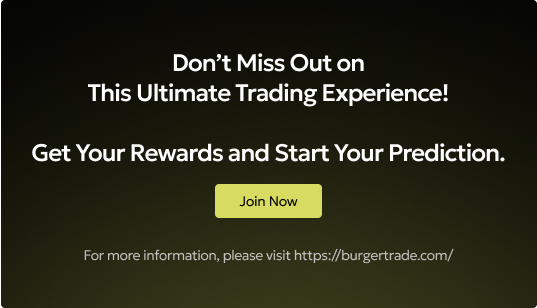 Don’t Miss Out on
This Ultimate Trading Experience!
Get Your Rewards and Start Your Prediction.
Join Now
For more information, please visit https://burgertrade.com/